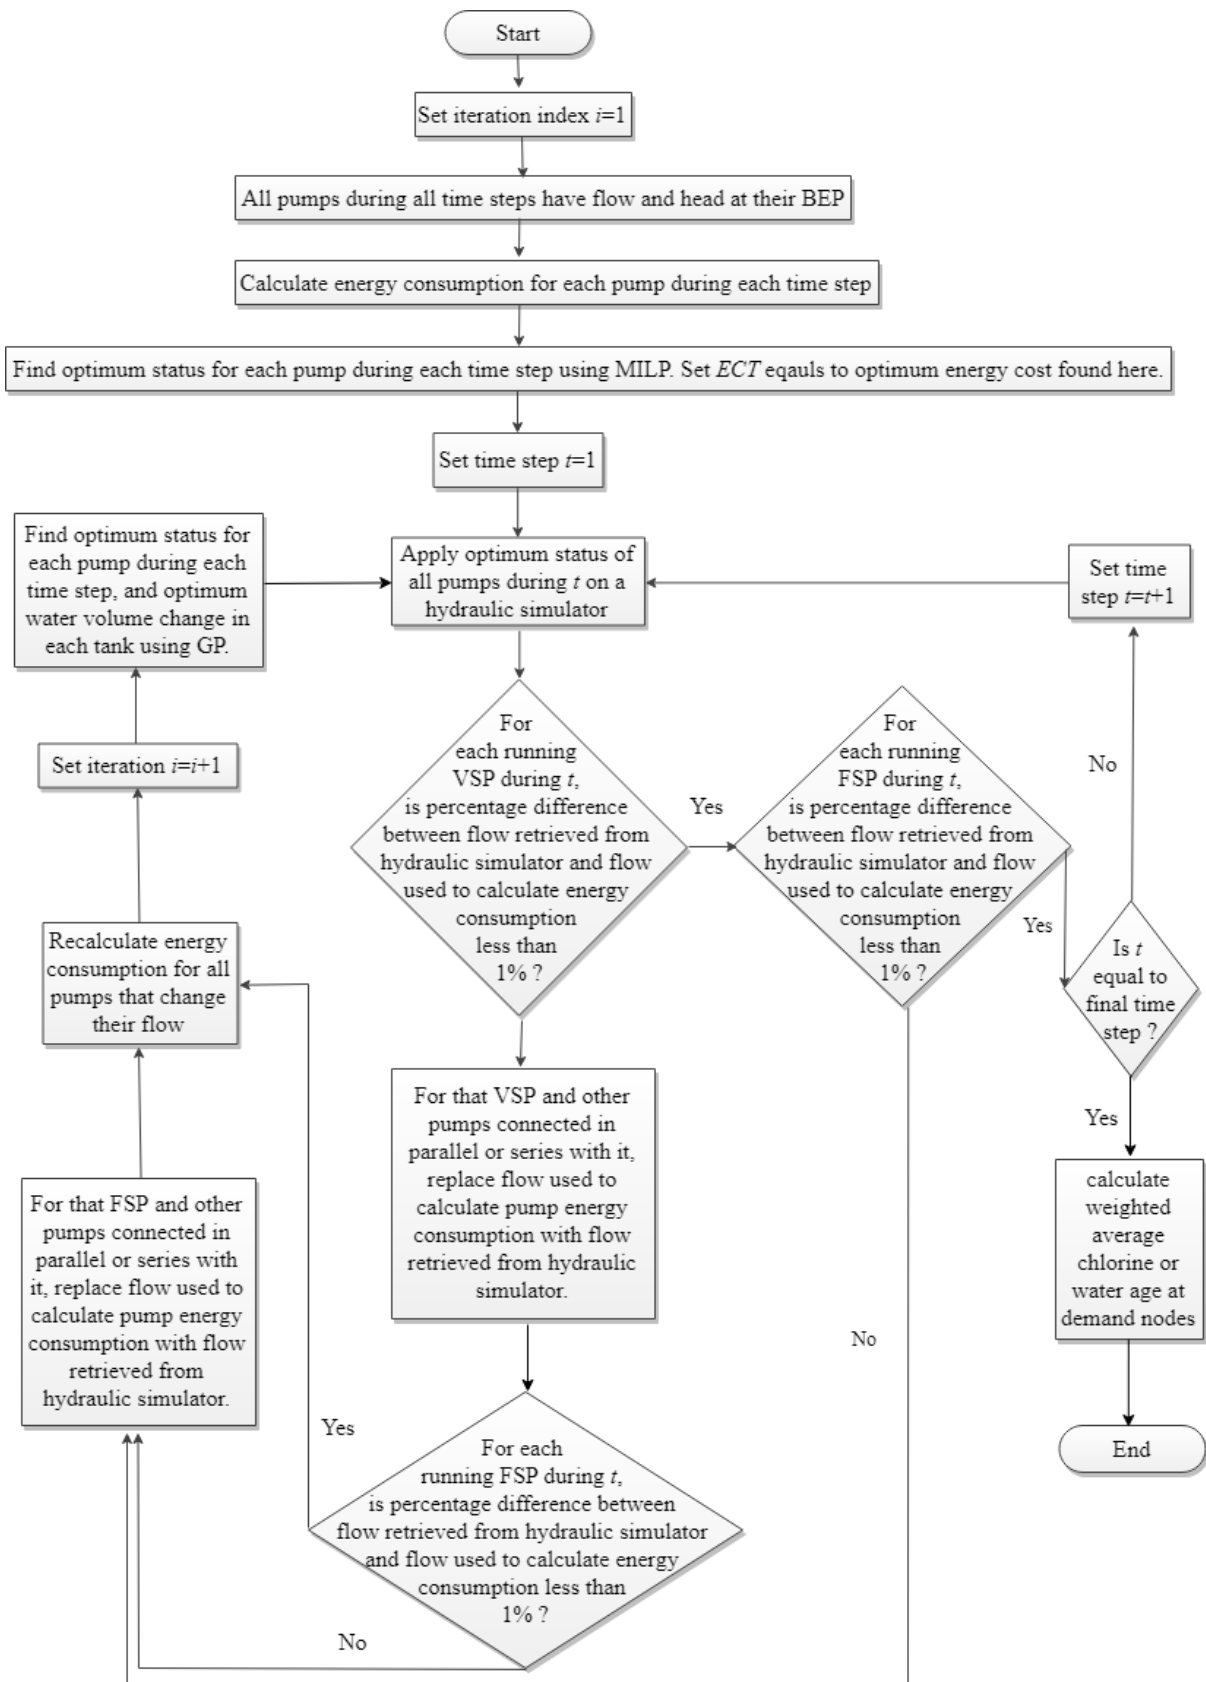 Start
Set iteration index i=1
All pumps during all time steps have flow and head at their BEP
Calculate energy consumption for each pump during each time step
Find optimum status for each pump during each time step using MILP. Set ECT eqauls to optimum energy cost found here.
Set time step t=1
Find optimum status for
each pump during each
time step, and optimum
water volume change in
each tank using GP.
Apply optimum status of
all pumps during t on a
hydraulic simulator
Set time
step t=t+1
For
each running
VSP during t,
is percentage difference
between flow retrieved from
hydraulic simulator and flow
used to calculate energy
consumption
less than
1% ?
Yes
For
each running
FSP during t,
is percentage difference
between flow retrieved from
hydraulic simulator and flow
used to calculate energy
consumption
less than
1% ?
No
Set iteration i=i+1
Yes
Is t
equal to
final time
step ?
Recalculate energy
consumption for all
pumps that change
their flow
For that VSP and other
pumps connected in
parallel or series with it,
replace flow used to
calculate pump energy
consumption with flow
retrieved from hydraulic
simulator.
Yes
calculate
weighted
average
chlorine or
water age at
demand nodes
For that FSP and other
pumps connected in
parallel or series with
it, replace flow used to
calculate pump energy
consumption with flow
retrieved from
hydraulic simulator.
No
Yes
For each
running FSP during t,
is percentage difference between
flow retrieved from hydraulic simulator
and flow used to calculate energy
consumption less than
1% ?
End
No